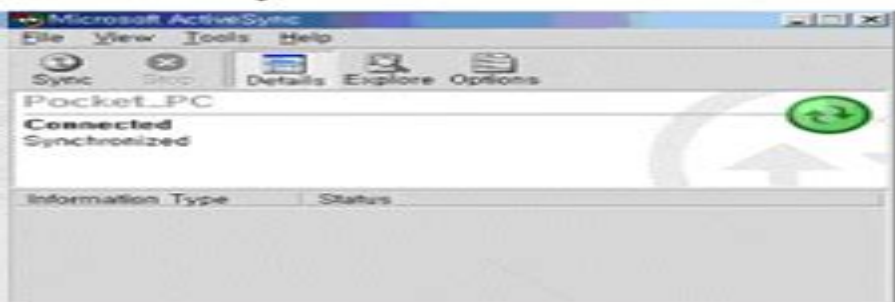 Microsoft ActiveSync
File View Tools Help
Sync Stop Details Explore Options
Pocket_PC
Connected
Synchronized
Information Type Status